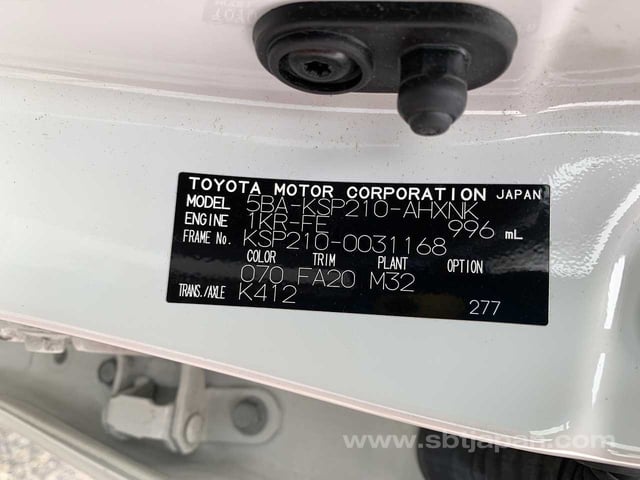 TOYOTA MOTOR CORPORATION JAPAN
MODEL 5BA-KSP210-AHXNK
ENGINE 1KR-FE 996 mL
FRAME No. KSP210-0031168
COLOR TRIM PLANT OPTION
070 FA20 M32
TRANS./AXLE K412
277
www.sbtjapan.com